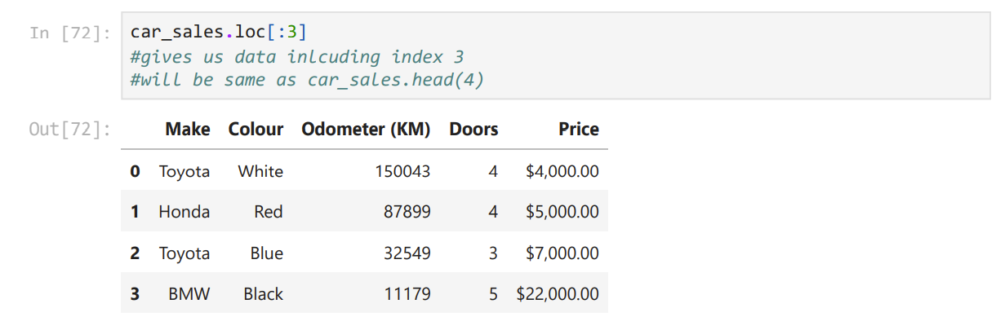 In [72]: car_sales.loc[:3]
#gives us data inlcuding index 3
#will be same as car_sales.head(4)
Out[72]: Make Colour Odometer (KM) Doors Price
0 Toyota White 150043 4 $4,000.00
1 Honda Red 87899 4 $5,000.00
2 Toyota Blue 32549 3 $7,000.00
3 BMW Black 11179 5 $22,000.00